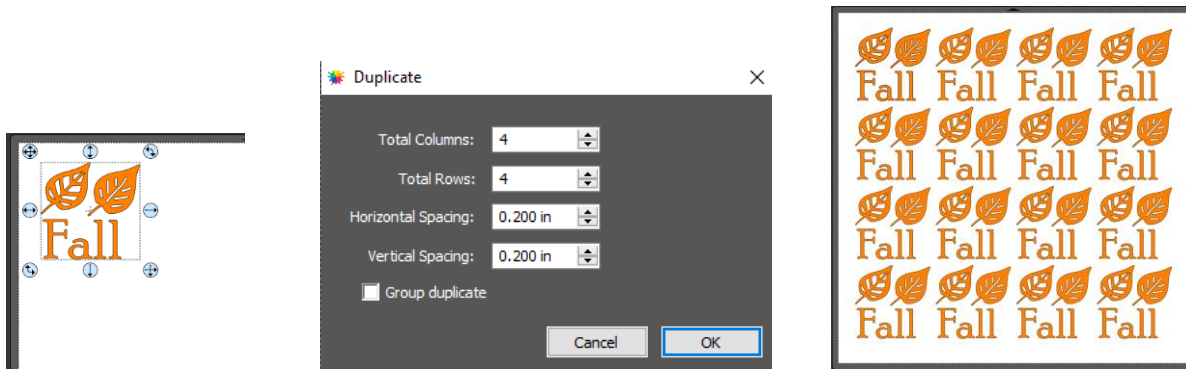 Fall
Duplicate
Total Columns: 4
Total Rows: 4
Horizontal Spacing: 0.200 in
Vertical Spacing: 0.200 in
Group duplicate
Cancel OK
Fall Fall Fall Fall
Fall Fall Fall Fall
Fall Fall Fall Fall
Fall Fall Fall Fall